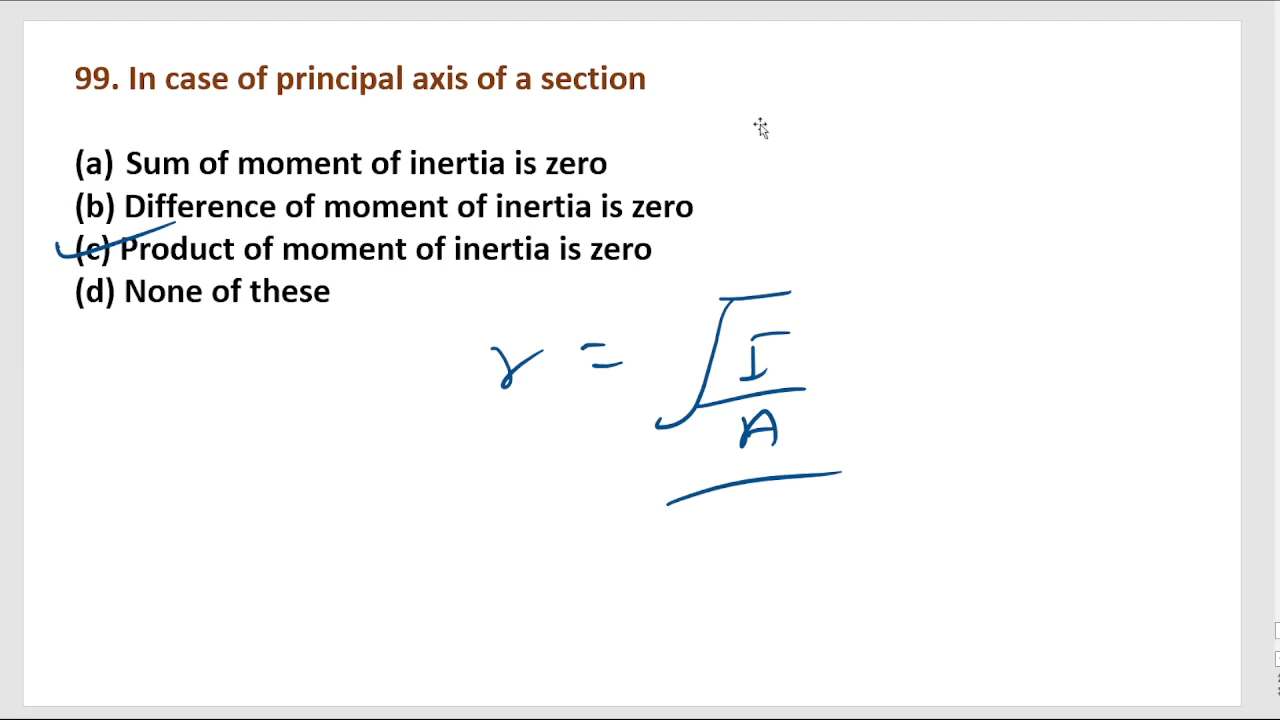 99. In case of principal axis of a section
(a) Sum of moment of inertia is zero
(b) Difference of moment of inertia is zero
(c) Product of moment of inertia is zero
(d) None of these
r = √(I/A)